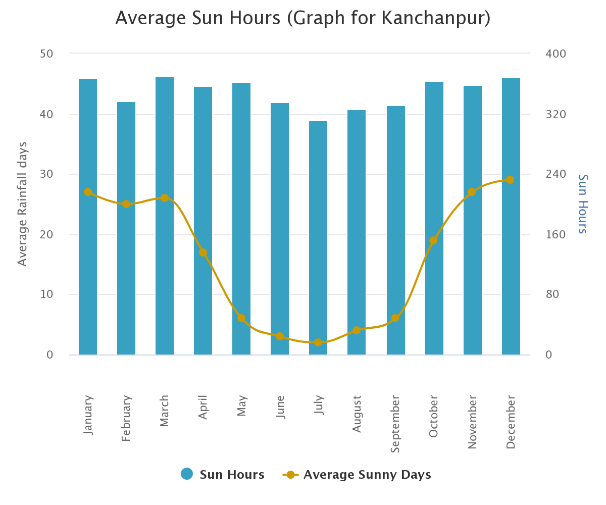 Average Sun Hours (Graph for Kanchanpur)
50
40
30
20
10
0
Average Rainfall days
400
320
240
160
80
0
Sun Hours
January
February
March
April
May
June
July
August
September
October
November
December
Sun Hours
Average Sunny Days